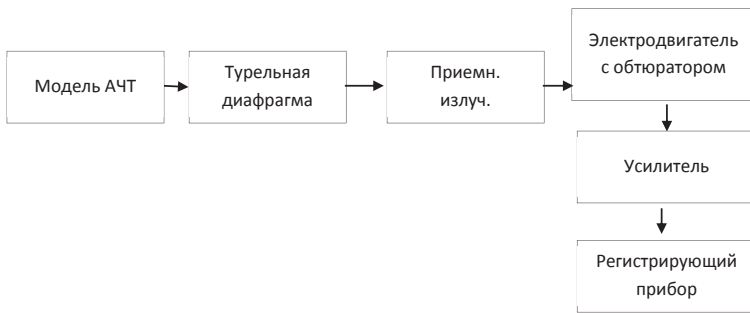 Модель АЧТ
Турельная
диафрагма
Приемн.
излуч.
Электродвигатель
с обтюратором
Усилитель
Регистрирующий
прибор